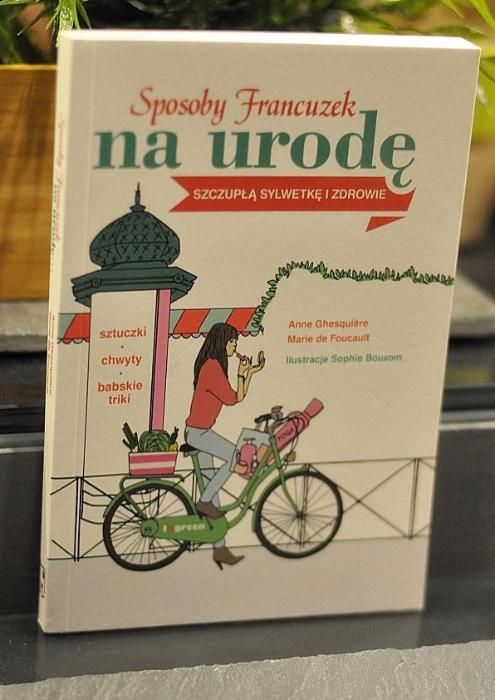 Sposoby Francuzek
na urodę
SZCZUPŁĄ SYLWETKĘ I ZDROWIE
sztuczki
·
chwyty
·
babskie
triki
Anne Ghesquière
Marie de Foucault
Ilustracje Sophie Bouxom
YOGA
I ♥ green